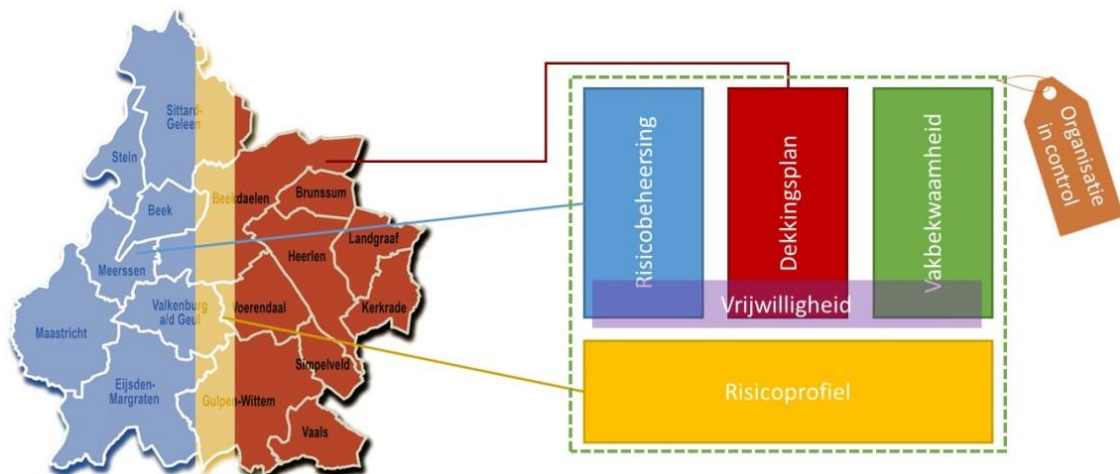 Sittard-
Geleen
Stein
Beekdaelen
Brunssum
Beek
Landgraaf
Heerlen
Meerssen
Valkenburg
a/d Geul
Voerendaal
Kerkrade
Maastricht
Simpelveld
Eijsden-
Margraten
Gulpen-Wittem
Vaals
Risicobeheersing
Dekkingsplan
Vakbekwaamheid
Vrijwilligheid
Risicoprofiel
Organisatie
in control